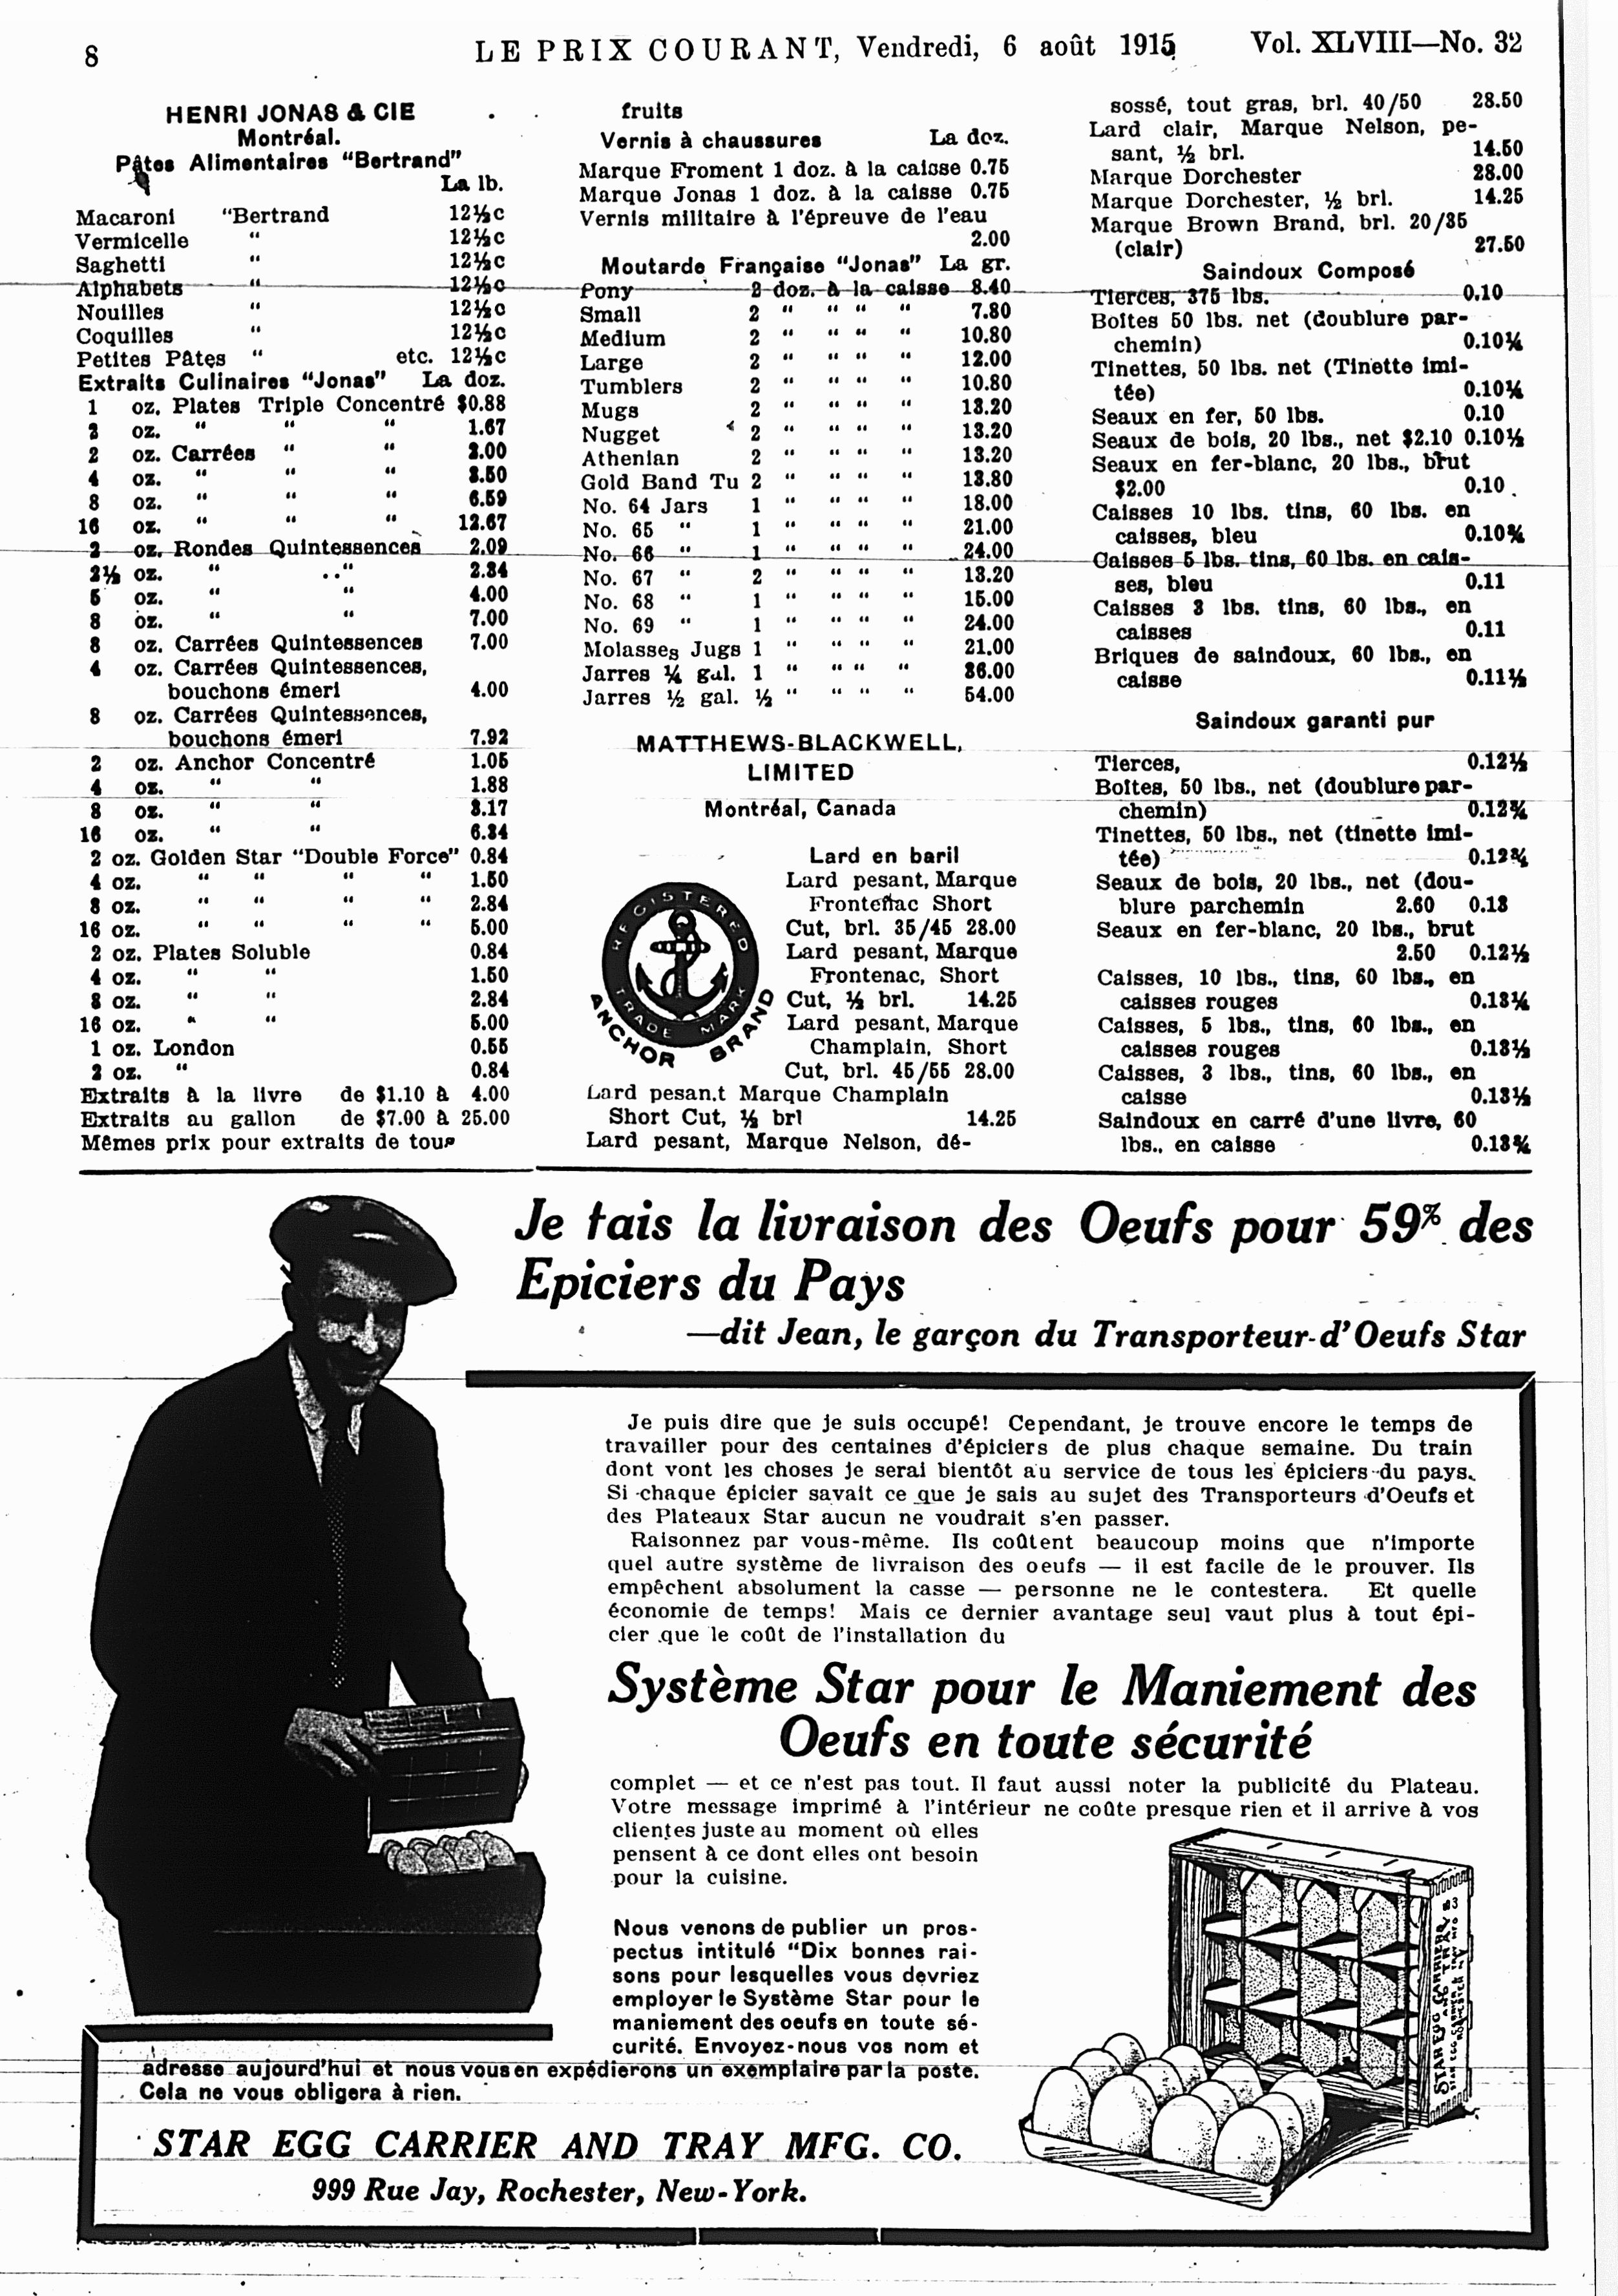 8
LE PRIX COURANT, Vendredi, 6 août 1915
Vol. XLVIII—No. 32
HENRI JONAS & CIE
Montréal.
Pâtes Alimentaires "Bertrand"
La lb.
Macaroni "Bertrand 12½c
Vermicelle " 12½c
Saghetti " 12½c
Alphabets " 12½c
Nouilles " 12½c
Coquilles " 12½c
Petites Pâtes " etc. 12½c
Extraits Culinaires "Jonas" La doz.
1 oz. Plates Triple Concentré $0.88
2 oz. " " " 1.67
2 oz. Carrées " " 2.00
4 oz. " " " 3.50
8 oz. " " " 6.59
16 oz. " " " 12.67
2 oz. Rondes Quintessences 2.09
2½ oz. " " 2.34
5 oz. " " 4.00
8 oz. " " 7.00
8 oz. Carrées Quintessences 7.00
4 oz. Carrées Quintessences,
bouchons émeri 4.00
8 oz. Carrées Quintessences,
bouchons émeri 7.92
2 oz. Anchor Concentré 1.05
4 oz. " " 1.88
8 oz. " " 3.17
16 oz. " " 6.34
2 oz. Golden Star "Double Force" 0.84
4 oz. " " " " 1.50
8 oz. " " " " 2.84
16 oz. " " " " 5.00
2 oz. Plates Soluble 0.84
4 oz. " " 1.50
8 oz. " " 2.84
16 oz. " " 5.00
1 oz. London 0.55
2 oz. " 0.84
Extraits à la livre de $1.10 à 4.00
Extraits au gallon de $7.00 à 25.00
Mêmes prix pour extraits de tous
fruits
Vernis à chaussures La doz.
Marque Froment 1 doz. à la caisse 0.75
Marque Jonas 1 doz. à la caisse 0.75
Vernis militaire à l'épreuve de l'eau
2.00
Moutarde Française "Jonas" La gr.
Pony 2 doz. à la caisse 8.40
Small 2 " " " " 7.80
Medium 2 " " " " 10.80
Large 2 " " " " 12.00
Tumblers 2 " " " " 10.80
Mugs 2 " " " " 13.20
Nugget 2 " " " " 13.20
Athenian 2 " " " " 13.20
Gold Band Tu 2 " " " " 13.80
No. 64 Jars 1 " " " " 18.00
No. 65 " 1 " " " " 21.00
No. 66 " 1 " " " " 24.00
No. 67 " 2 " " " " 13.20
No. 68 " 1 " " " " 15.00
No. 69 " 1 " " " " 24.00
Molasses Jugs 1 " " " " 21.00
Jarres ¼ gal. 1 " " " " 36.00
Jarres ½ gal. ½ " " " " 54.00
MATTHEWS-BLACKWELL,
LIMITED
Montréal, Canada
REGISTERED
TRADE MARK
ANCHOR BRAND
Lard en baril
Lard pesant, Marque
Frontenac Short
Cut, brl. 35/45 28.00
Lard pesant, Marque
Frontenac, Short
Cut, ½ brl. 14.25
Lard pesant, Marque
Champlain, Short
Cut, brl. 45/55 28.00
Lard pesan.t Marque Champlain
Short Cut, ½ brl 14.25
Lard pesant, Marque Nelson, dé-
sossé, tout gras, brl. 40/50 28.50
Lard clair, Marque Nelson, pe-
sant, ½ brl. 14.50
Marque Dorchester 28.00
Marque Dorchester, ½ brl. 14.25
Marque Brown Brand, brl. 20/35
(clair) 27.50
Saindoux Composé
Tierces, 375 lbs. 0.10
Boîtes 50 lbs. net (doublure par-
chemin) 0.10¼
Tinettes, 50 lbs. net (Tinette imi-
tée) 0.10¼
Seaux en fer, 50 lbs. 0.10
Seaux de bois, 20 lbs., net $2.10 0.10½
Seaux en fer-blanc, 20 lbs., brut
$2.00 0.10
Caisses 10 lbs. tins, 60 lbs. en
caisses, bleu 0.10¾
Caisses 5 lbs. tins, 60 lbs. en cais-
ses, bleu 0.11
Caisses 3 lbs. tins, 60 lbs., en
caisses 0.11
Briques de saindoux, 60 lbs., en
caisse 0.11½
Saindoux garanti pur
Tierces, 0.12½
Boîtes, 50 lbs., net (doublure par-
chemin) 0.12¾
Tinettes, 50 lbs., net (tinette imi-
tée) 0.12¾
Seaux de bois, 20 lbs., net (dou-
blure parchemin 2.60 0.13
Seaux en fer-blanc, 20 lbs., brut
2.50 0.12½
Caisses, 10 lbs., tins, 60 lbs., en
caisses rouges 0.13¼
Caisses, 5 lbs., tins, 60 lbs., en
caisses rouges 0.13½
Caisses, 3 lbs., tins, 60 lbs., en
caisse 0.13½
Saindoux en carré d'une livre, 60
lbs., en caisse 0.13¾
Je fais la livraison des Oeufs pour 59% des
Epiciers du Pays
—dit Jean, le garçon du Transporteur-d'Oeufs Star
Je puis dire que je suis occupé! Cependant, je trouve encore le temps de
travailler pour des centaines d'épiciers de plus chaque semaine. Du train
dont vont les choses je serai bientôt au service de tous les épiciers du pays.
Si chaque épicier savait ce que je sais au sujet des Transporteurs d'Oeufs et
des Plateaux Star aucun ne voudrait s'en passer.
Raisonnez par vous-même. Ils coûtent beaucoup moins que n'importe
quel autre système de livraison des oeufs — il est facile de le prouver. Ils
empêchent absolument la casse — personne ne le contestera. Et quelle
économie de temps! Mais ce dernier avantage seul vaut plus à tout épi-
cier que le coût de l'installation du
Système Star pour le Maniement des
Oeufs en toute sécurité
complet — et ce n'est pas tout. Il faut aussi noter la publicité du Plateau.
Votre message imprimé à l'intérieur ne coûte presque rien et il arrive à vos
clientes juste au moment où elles
pensent à ce dont elles ont besoin
pour la cuisine.
Nous venons de publier un pros-
pectus intitulé "Dix bonnes rai-
sons pour lesquelles vous devriez
employer le Système Star pour le
maniement des oeufs en toute sé-
curité. Envoyez-nous vos nom et
adresse aujourd'hui et nous vous en expédierons un exemplaire par la poste.
Cela ne vous obligera à rien.
STAR EGG CARRIER
STAR EGG CARRIER AND TRAY MFG. CO.
999 Rue Jay, Rochester, New-York.